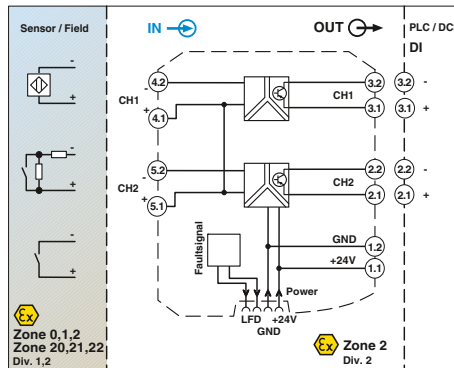 Sensor / Field
IN
OUT
PLC / DC
DI
-
+
-
+
-
+
4.2
-
CH1
+
4.1
5.2
-
CH2
+
5.1
3.2
CH1
3.1
2.2
CH2
2.1
GND
1.2
+24V
1.1
3.2 -
3.1 +
2.2 -
2.1 +
Faultsignal
Power
LFD
+24V
GND
Ex
Zone 0,1,2
Zone 20,21,22
Div. 1,2
Ex
Zone 2
Div. 2